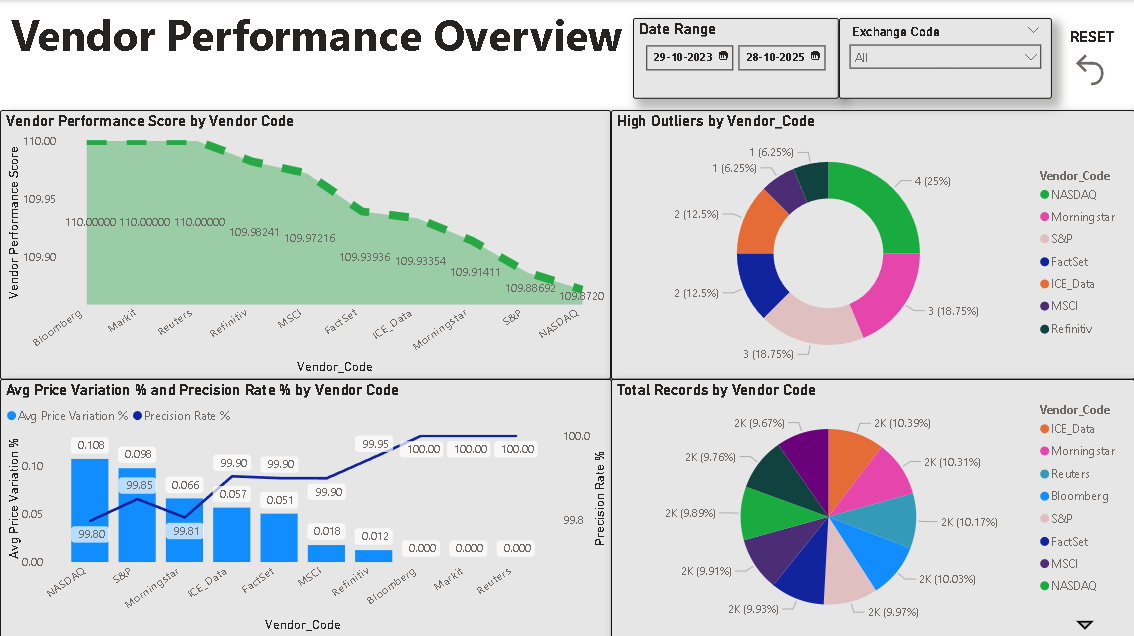 Vendor Performance Overview
Date Range
29-10-2023
28-10-2025
Exchange Code
All
RESET
Vendor Performance Score by Vendor Code
Vendor Performance Score
110.00
109.95
109.90
110.00000
110.00000
110.00000
109.98241
109.97216
109.93936
109.93354
109.91411
109.88692
109.8720
Bloomberg
Markit
Reuters
Refinitiv
MSCI
FactSet
ICE_Data
Morningstar
S&P
NASDAQ
Vendor_Code
High Outliers by Vendor_Code
1 (6.25%)
1 (6.25%)
2 (12.5%)
2 (12.5%)
3 (18.75%)
3 (18.75%)
4 (25%)
Vendor_Code
NASDAQ
Morningstar
S&P
FactSet
ICE_Data
MSCI
Refinitiv
Avg Price Variation % and Precision Rate % by Vendor Code
Avg Price Variation %
Precision Rate %
Avg Price Variation %
0.10
0.05
0.00
0.108
0.098
0.066
0.057
0.051
0.018
0.012
0.000
0.000
0.000
99.80
99.85
99.81
99.90
99.90
99.90
99.95
100.00
100.00
100.00
100.0
99.8
Precision Rate %
NASDAQ
S&P
Morningstar
ICE_Data
FactSet
MSCI
Refinitiv
Bloomberg
Markit
Reuters
Vendor_Code
Total Records by Vendor Code
2K (9.67%)
2K (9.76%)
2K (9.89%)
2K (9.91%)
2K (9.93%)
2K (9.97%)
2K (10.03%)
2K (10.17%)
2K (10.31%)
2K (10.39%)
Vendor_Code
ICE_Data
Morningstar
Reuters
Bloomberg
S&P
FactSet
MSCI
NASDAQ